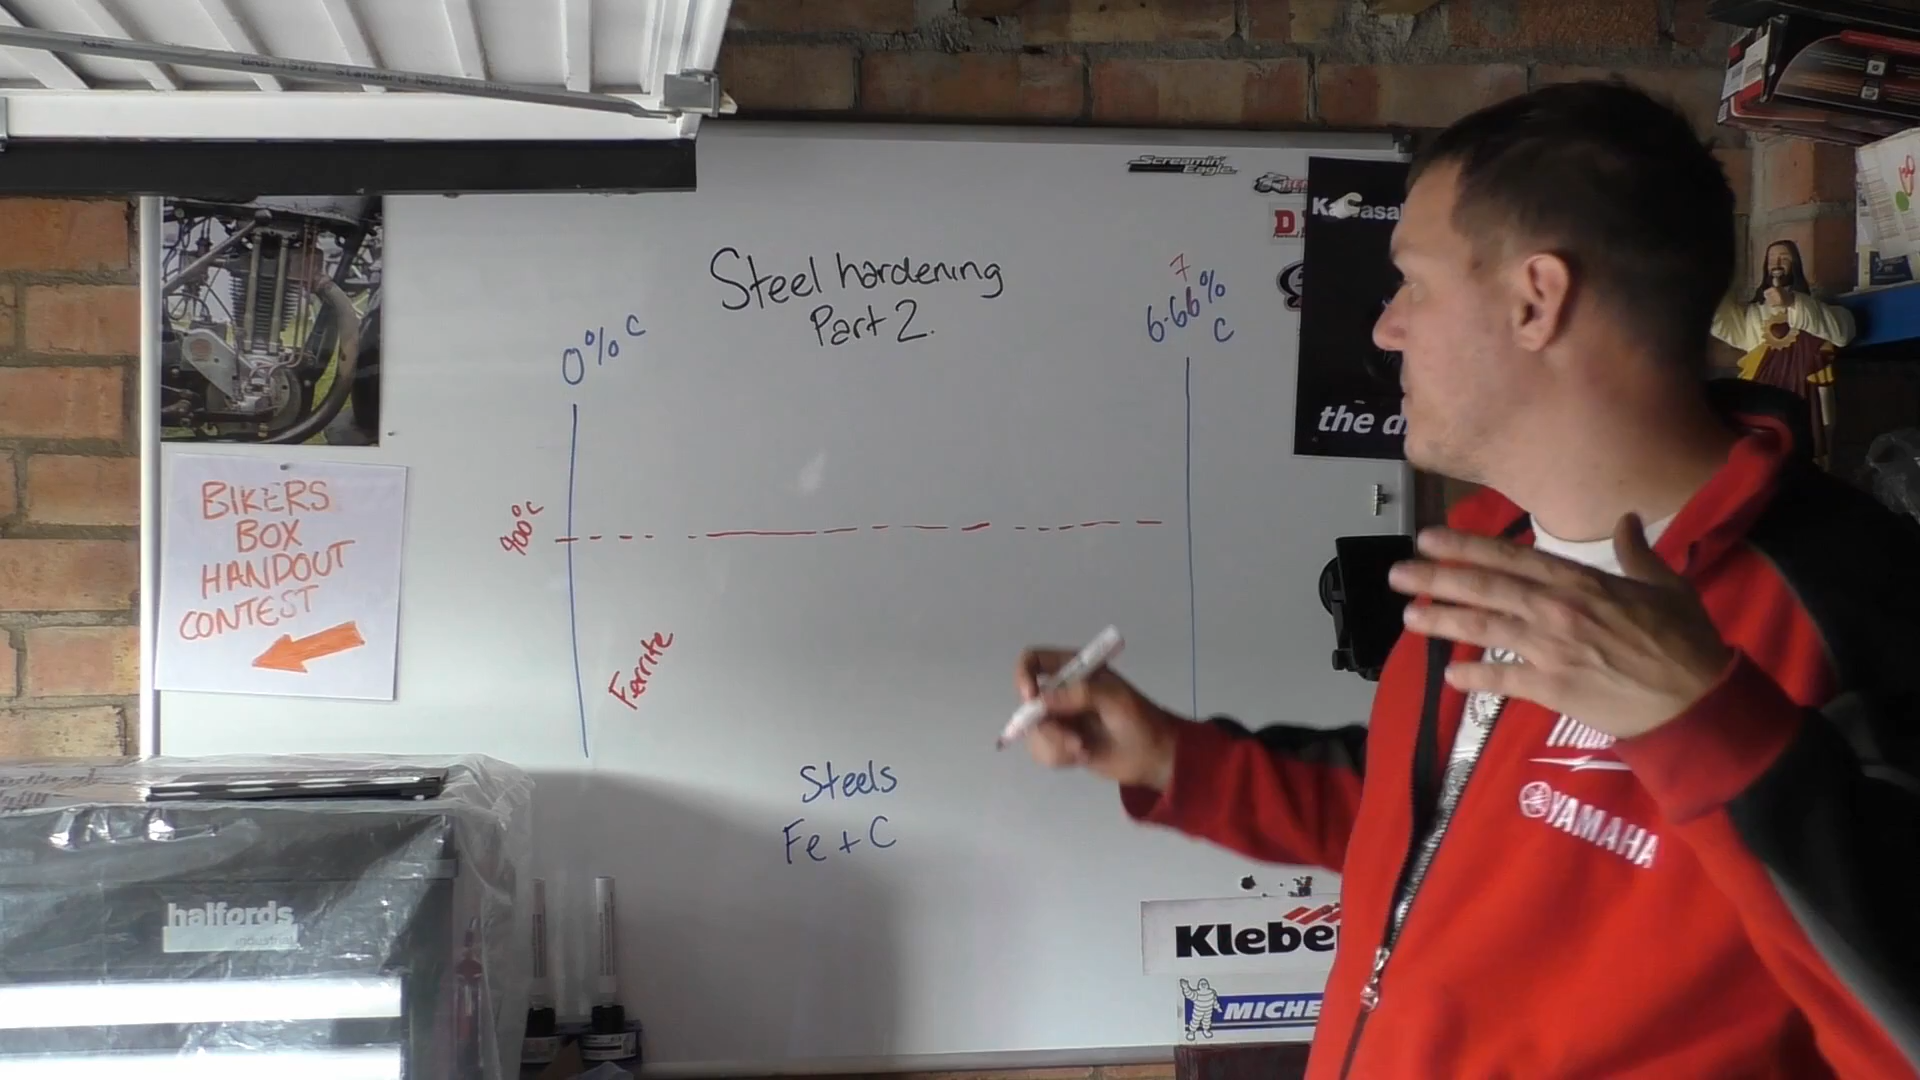 Screamin'
Eagle
Kawasaki
D
Steel hardening
Part 2.
0% C
7
6.66%
C
the d
900°C
BIKERS
BOX
HANDOUT
CONTEST
Ferrite
Steels
Fe + C
YAMAHA
halfords
Kleber
MICHE